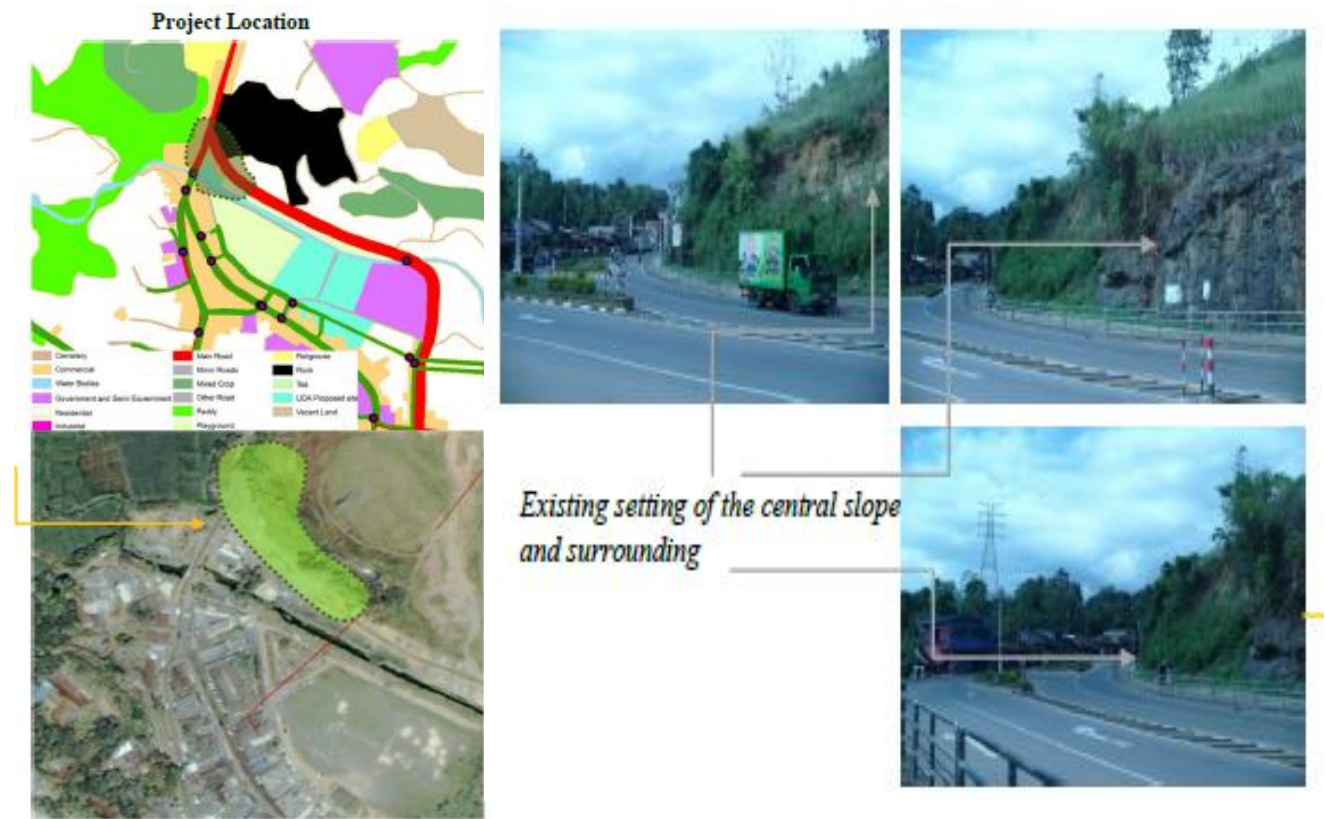 Project Location
Cemetery
Commercial
Water Bodies
Government and Semi Government
Residential
Industrial
Main Road
Minor Roads
Mixed Crop
Other Road
Paddy
Playground
Religious
Rock
Tea
UDA Proposed site
Vacant Land
Existing setting of the central slope
and surrounding